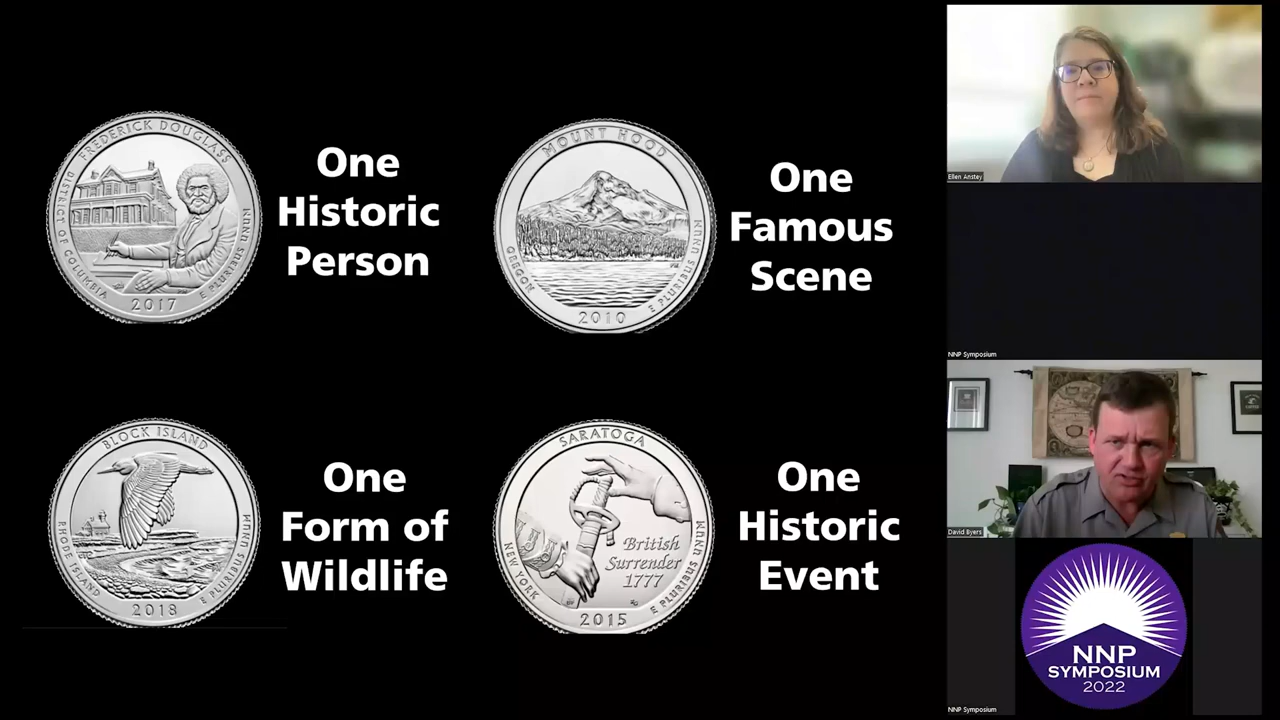 FREDERICK DOUGLASS
DISTRICT OF COLUMBIA
E PLURIBUS UNUM
2017
One
Historic
Person
MOUNT HOOD
OREGON
E PLURIBUS UNUM
2010
One
Famous
Scene
BLOCK ISLAND
RHODE ISLAND
E PLURIBUS UNUM
2018
One
Form of
Wildlife
SARATOGA
NEW YORK
British
Surrender
1777
E PLURIBUS UNUM
2015
One
Historic
Event
Ellen Anstey
NNP Symposium
David Byers
NNP
SYMPOSIUM
2022
NNP Symposium